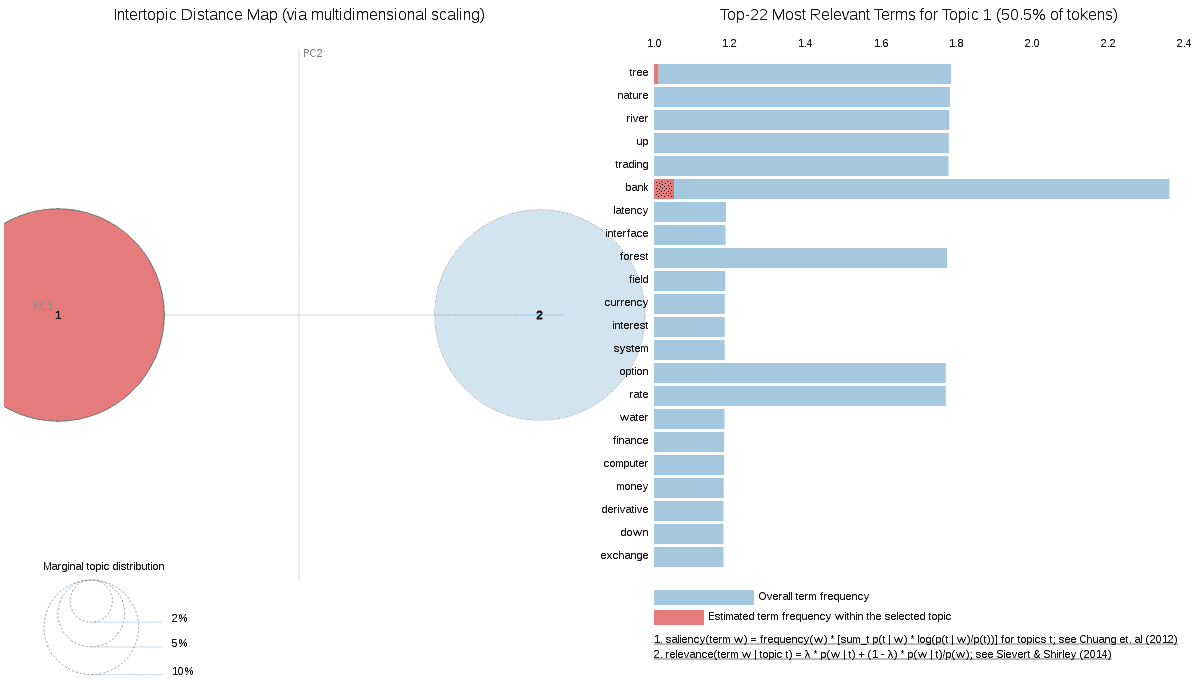 Intertopic Distance Map (via multidimensional scaling)
PC2
PC1
1
2
Marginal topic distribution
2%
5%
10%
Top-22 Most Relevant Terms for Topic 1 (50.5% of tokens)
1.0 1.2 1.4 1.6 1.8 2.0 2.2 2.4
tree
nature
river
up
trading
bank
latency
interface
forest
field
currency
interest
system
option
rate
water
finance
computer
money
derivative
down
exchange
Overall term frequency
Estimated term frequency within the selected topic
1. saliency(term w) = frequency(w) * [sum_t p(t | w) * log(p(t | w)/p(t))] for topics t; see Chuang et. al (2012)
2. relevance(term w | topic t) = λ * p(w | t) + (1 - λ) * p(w | t)/p(w); see Sievert & Shirley (2014)